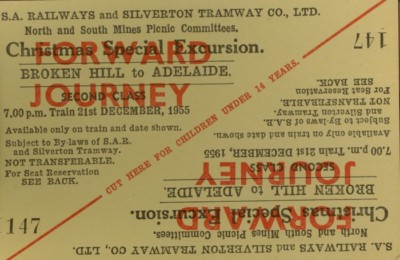 S.A. RAILWAYS and SILVERTON TRAMWAY CO., LTD.
North and South Mines Picnic Committees.
Christmas Special Excursion.
FORWARD
BROKEN HILL to ADELAIDE.
JOURNEY
SECOND CLASS
7.00 p.m. Train 21st DECEMBER, 1955
Available only on train and date shown.
Subject to By-laws of S.A.R.
and Silverton Tramway.
NOT TRANSFERABLE.
For Seat Reservation
SEE BACK.
147
CUT HERE FOR CHILDREN UNDER 14 YEARS.
S.A. RAILWAYS and SILVERTON TRAMWAY CO., LTD.
North and South Mines Picnic Committees.
Christmas Special Excursion.
FORWARD
BROKEN HILL to ADELAIDE.
JOURNEY
SECOND CLASS
7.00 p.m. Train 21st DECEMBER, 1955
Available only on train and date shown.
Subject to By-laws of S.A.R.
and Silverton Tramway.
NOT TRANSFERABLE.
For Seat Reservation
SEE BACK.
147